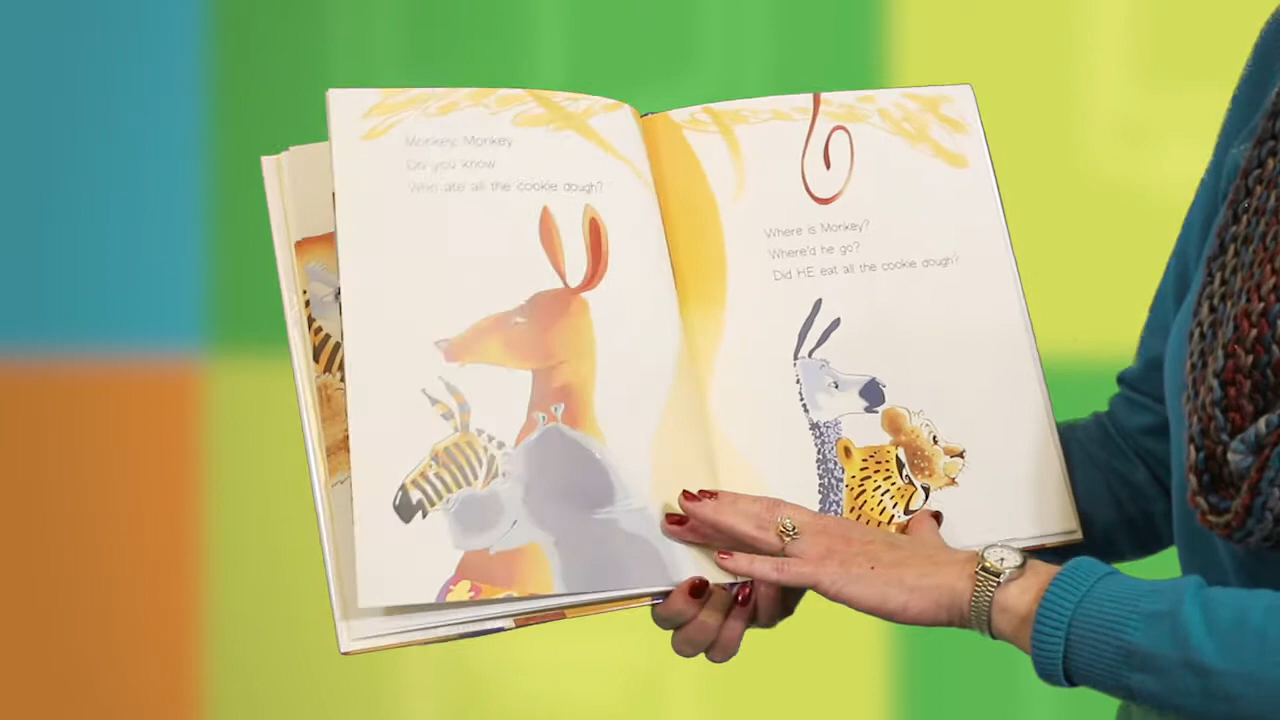 Monkey, Monkey
Do you know
Who ate all the cookie dough?
Where is Monkey?
Where'd he go?
Did HE eat all the cookie dough?